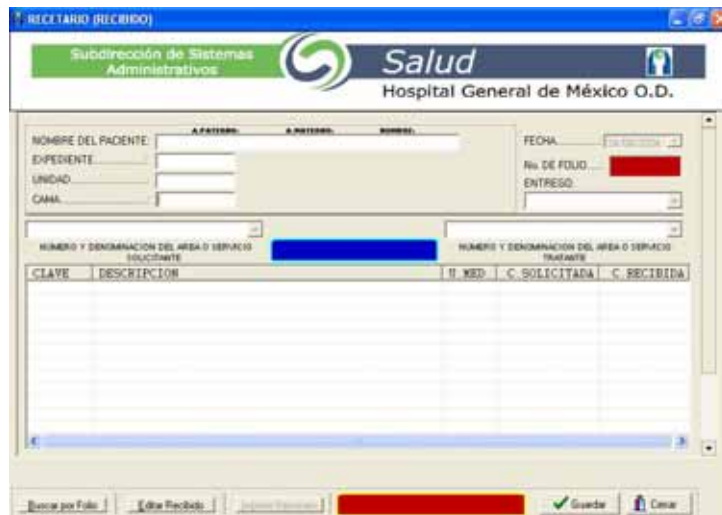 RECETARIO (RECIBIDO)
Subdirección de Sistemas
Administrativos
Salud
Hospital General de México O.D.
A.PATERNO: A.MATERNO: NOMBRE:
NOMBRE DEL PACIENTE:
EXPEDIENTE
UNIDAD
CAMA
FECHA
No. DE FOLIO
ENTREGO
NUMERO Y DENOMINACION DEL AREA O SERVICIO
SOLICITANTE
NUMERO Y DENOMINACION DEL AREA O SERVICIO
TRATANTE
CLAVE DESCRIPCION U.MED C.SOLICITADA C.RECIBIDA
Buscar por Folio Editar Recibido Guardar Cerrar